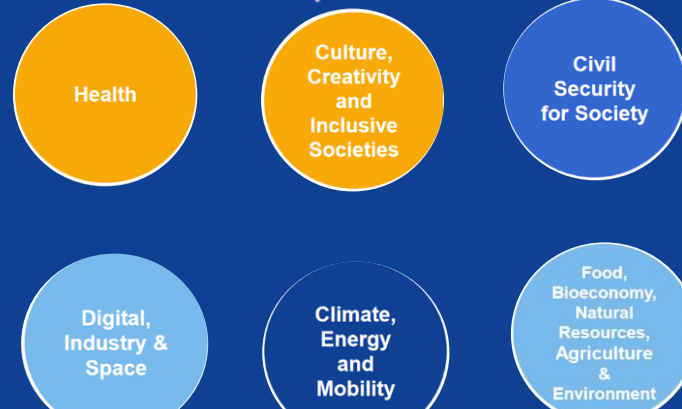 Health
Culture,
Creativity
and
Inclusive
Societies
Civil
Security
for Society
Digital,
Industry &
Space
Climate,
Energy
and
Mobility
Food,
Bioeconomy,
Natural
Resources,
Agriculture
&
Environment